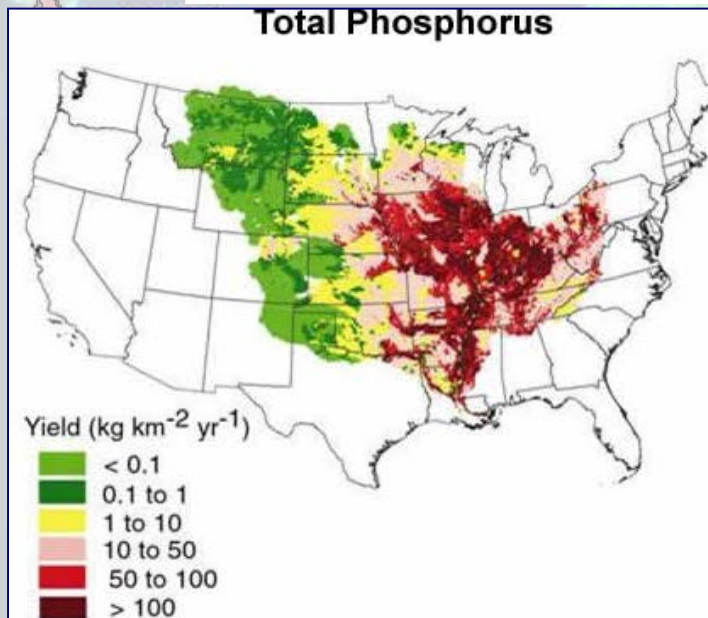 Total Phosphorus
Yield (kg km⁻² yr⁻¹)
< 0.1
0.1 to 1
1 to 10
10 to 50
50 to 100
> 100